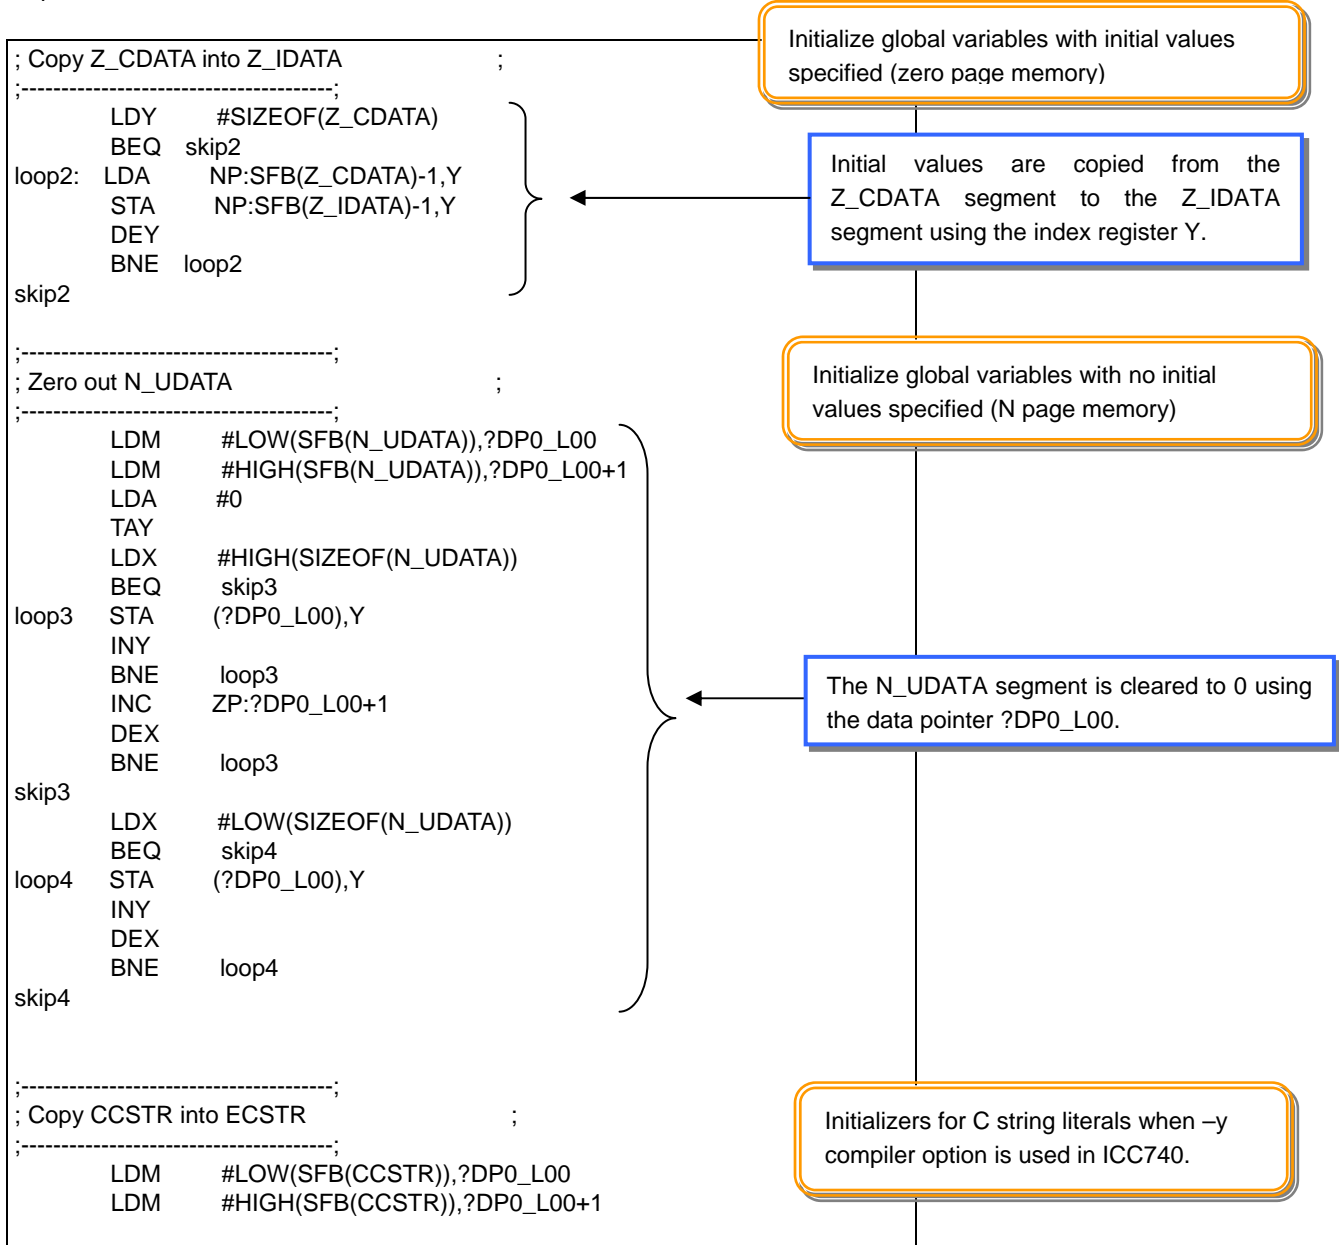 Initialize global variables with initial values
specified (zero page memory)
; Copy Z_CDATA into Z_IDATA ;
;---------------------------------------;
LDY #SIZEOF(Z_CDATA)
BEQ skip2
loop2: LDA NP:SFB(Z_CDATA)-1,Y
STA NP:SFB(Z_IDATA)-1,Y
DEY
BNE loop2
skip2
Initial values are copied from the
Z_CDATA segment to the Z_IDATA
segment using the index register Y.
;---------------------------------------;
; Zero out N_UDATA ;
;---------------------------------------;
Initialize global variables with no initial
values specified (N page memory)
LDM #LOW(SFB(N_UDATA)),?DP0_L00
LDM #HIGH(SFB(N_UDATA)),?DP0_L00+1
LDA #0
TAY
LDX #HIGH(SIZEOF(N_UDATA))
BEQ skip3
loop3 STA (?DP0_L00),Y
INY
BNE loop3
INC ZP:?DP0_L00+1
DEX
BNE loop3
skip3
LDX #LOW(SIZEOF(N_UDATA))
BEQ skip4
loop4 STA (?DP0_L00),Y
INY
DEX
BNE loop4
skip4
The N_UDATA segment is cleared to 0 using
the data pointer ?DP0_L00.
;---------------------------------------;
; Copy CCSTR into ECSTR ;
;---------------------------------------;
Initializers for C string literals when –y
compiler option is used in ICC740.
LDM #LOW(SFB(CCSTR)),?DP0_L00
LDM #HIGH(SFB(CCSTR)),?DP0_L00+1